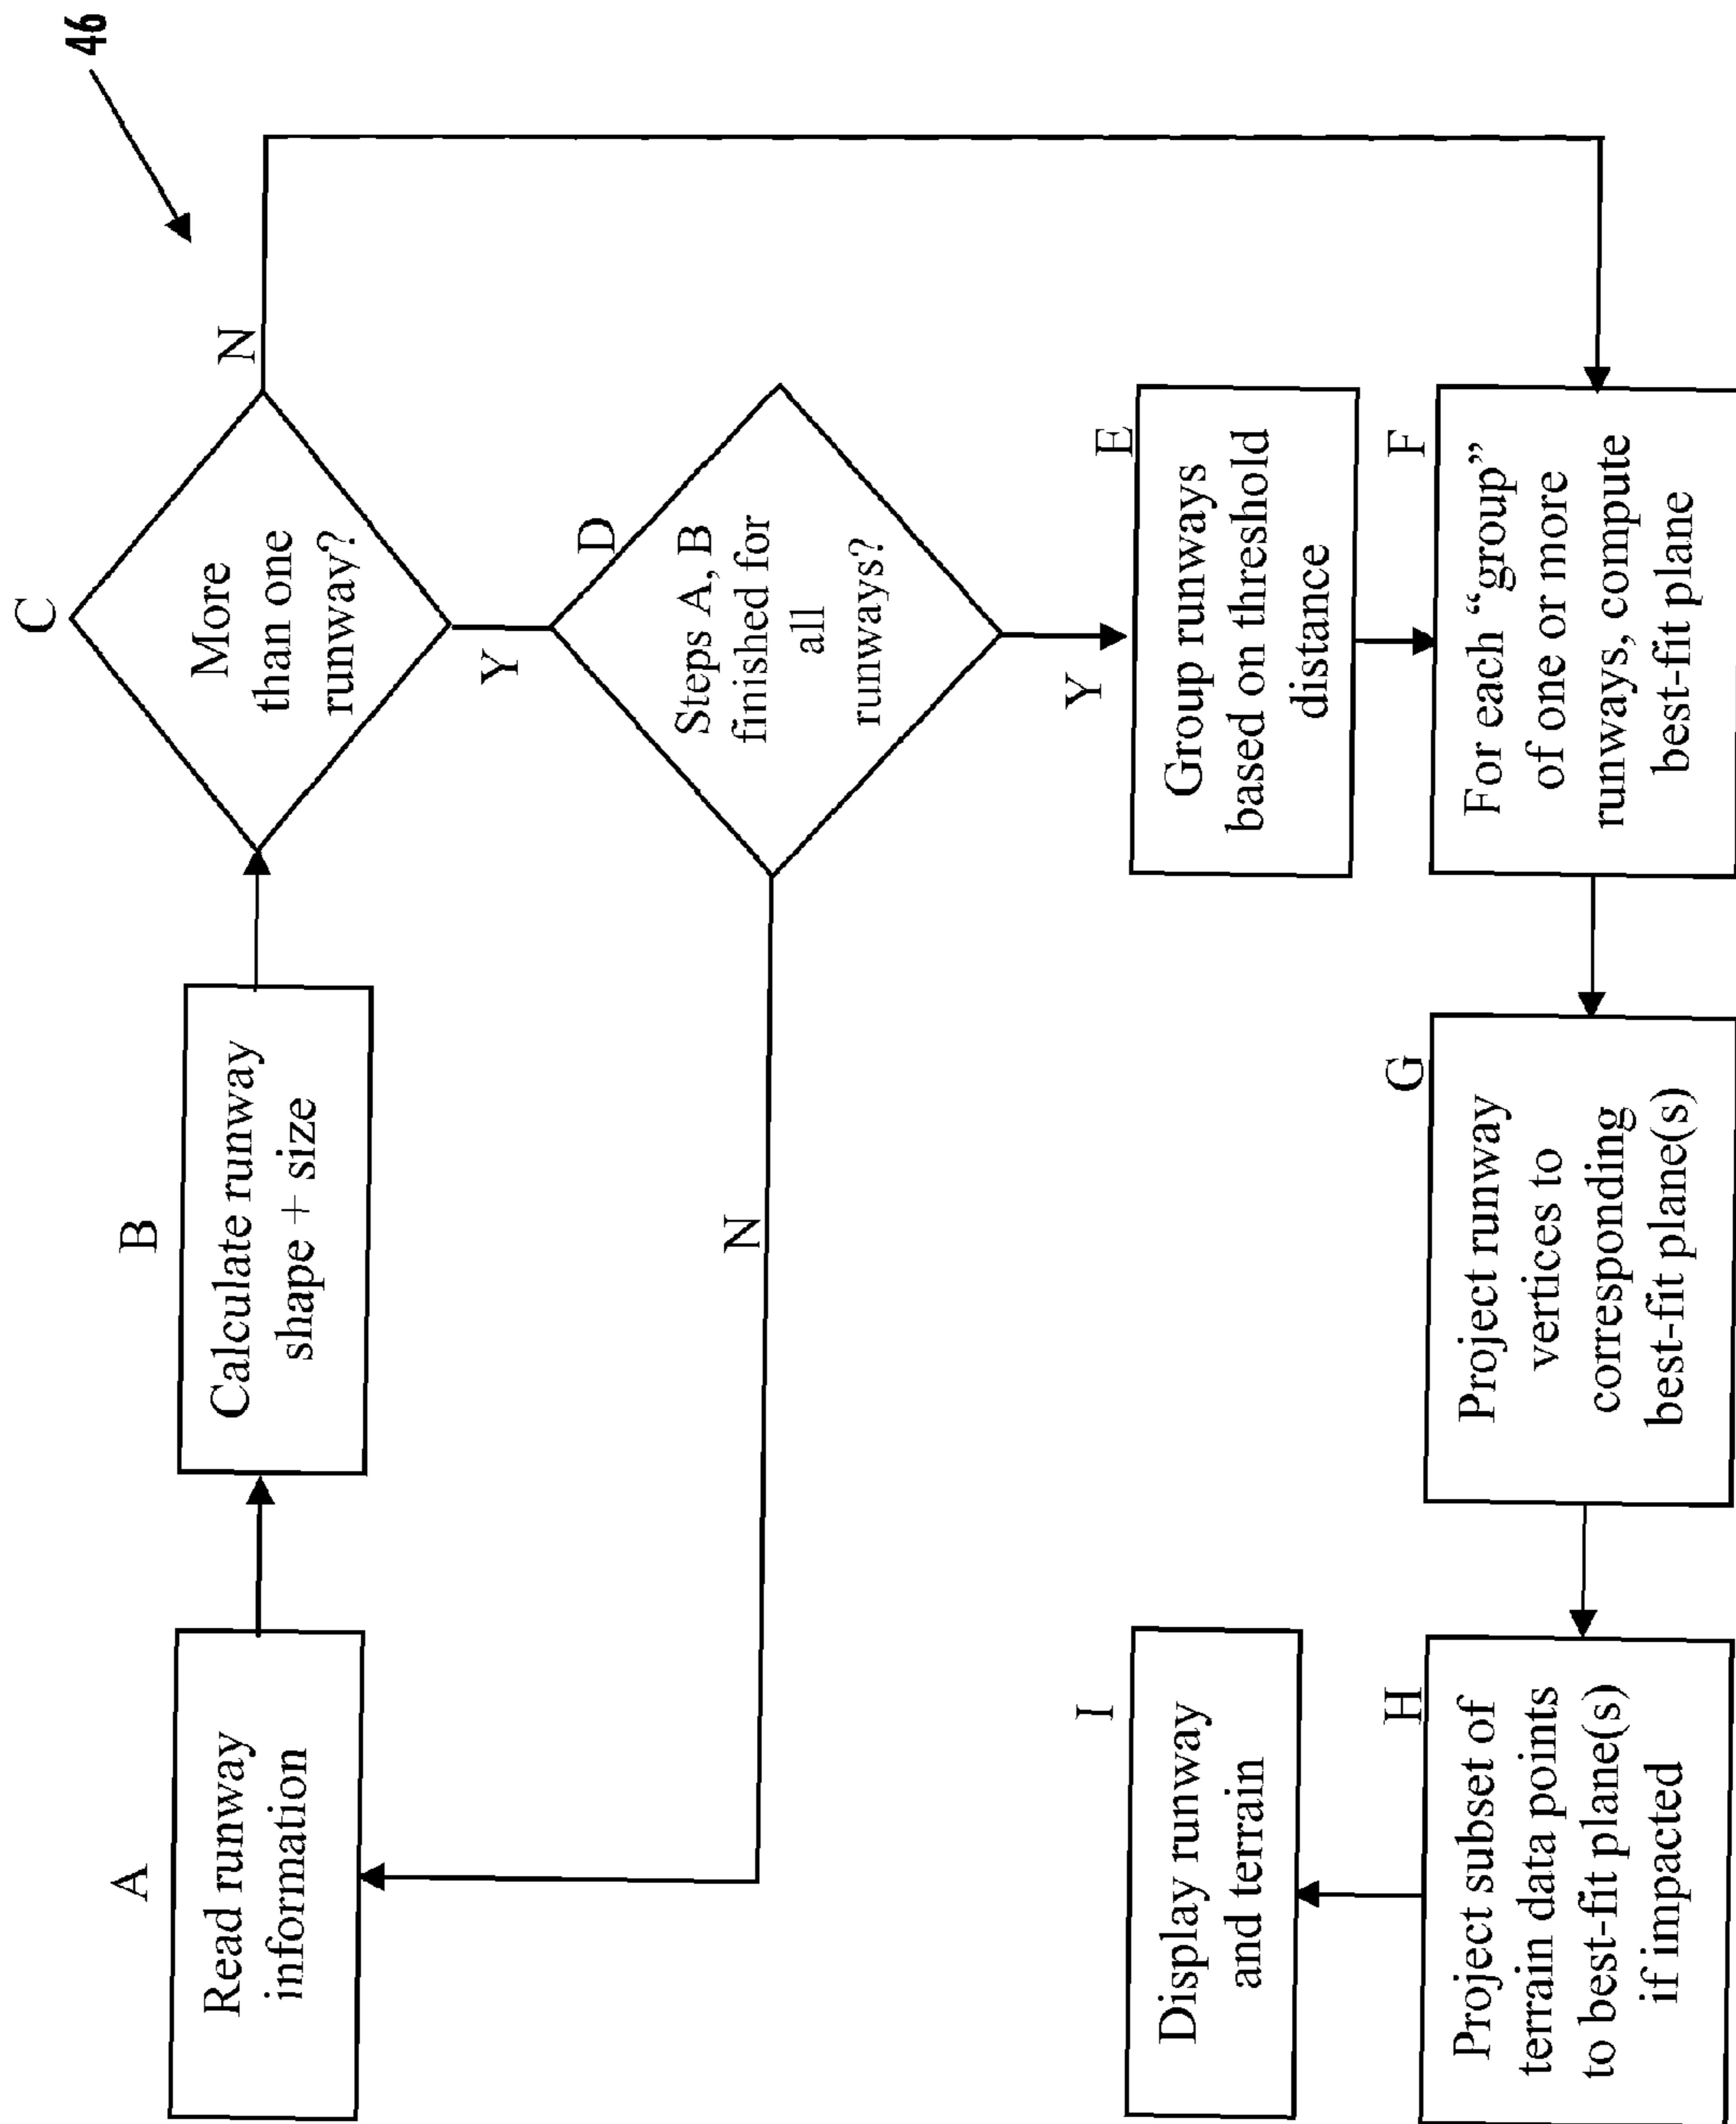 46
A
Read runway
information
B
Calculate runway
shape + size
C
More
than one
runway?
N
Y
D
Steps A, B
finished for
all
runways?
N
Y
E
Group runways
based on threshold
distance
F
For each “group”
of one or more
runways, compute
best-fit plane
G
Project runway
vertices to
corresponding
best-fit plane(s)
H
Project subset of
terrain data points
to best-fit plane(s)
if impacted
I
Display runway
and terrain